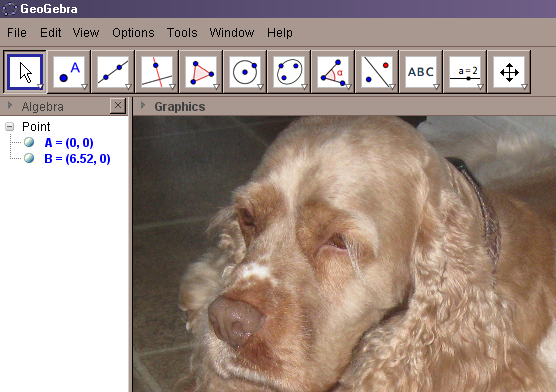 GeoGebra
File Edit View Options Tools Window Help
A α ABC a=2
Algebra Graphics
Point
A = (0, 0)
B = (6.52, 0)